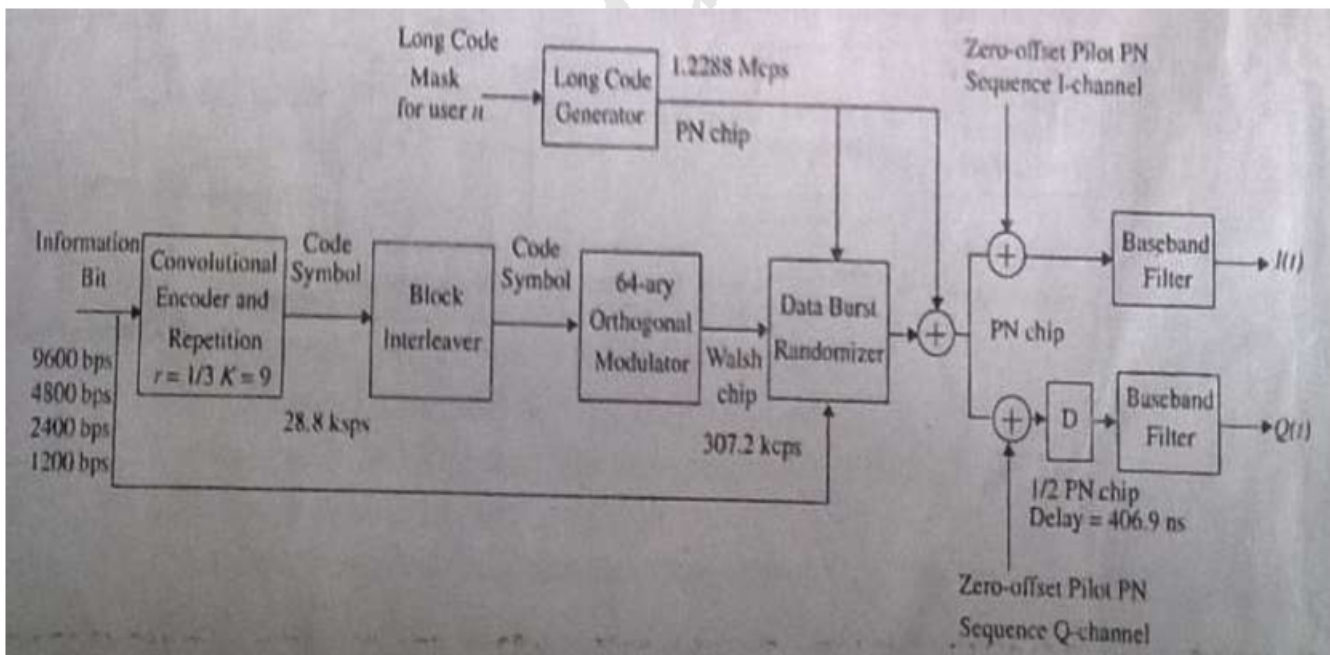 Long Code
Mask
for user n
Long Code
Generator
1.2288 Mcps
PN chip
Zero-offset Pilot PN
Sequence I-channel
Information
Bit
9600 bps
4800 bps
2400 bps
1200 bps
Convolutional
Encoder and
Repetition
r = 1/3 K = 9
Code
Symbol
28.8 ksps
Block
Interleaver
Code
Symbol
64-ary
Orthogonal
Modulator
Walsh
chip
307.2 kcps
Data Burst
Randomizer
+
PN chip
+
Baseband
Filter
I(t)
+
D
1/2 PN chip
Delay = 406.9 ns
Baseband
Filter
Q(t)
Zero-offset Pilot PN
Sequence Q-channel